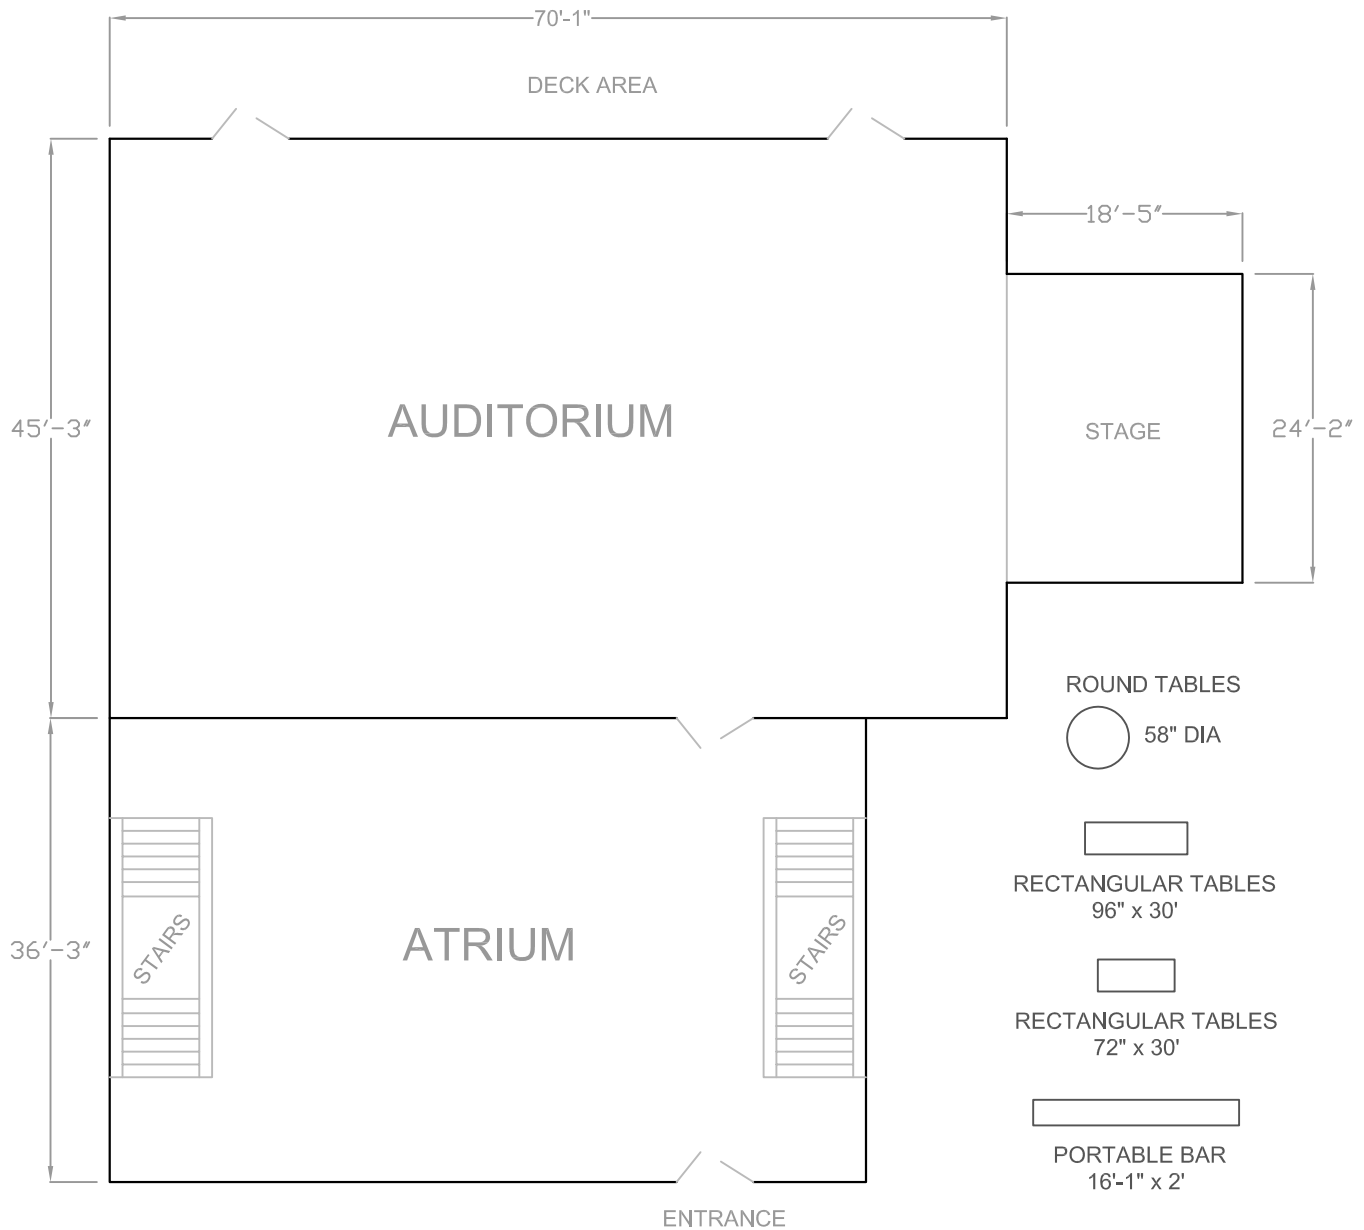 70'-1"
DECK AREA
18'-5"
AUDITORIUM
45'-3"
STAGE
24'-2"
ROUND TABLES
58" DIA
RECTANGULAR TABLES
96" x 30'
STAIRS
STAIRS
ATRIUM
36'-3"
RECTANGULAR TABLES
72" x 30'
PORTABLE BAR
16'-1" x 2'
ENTRANCE